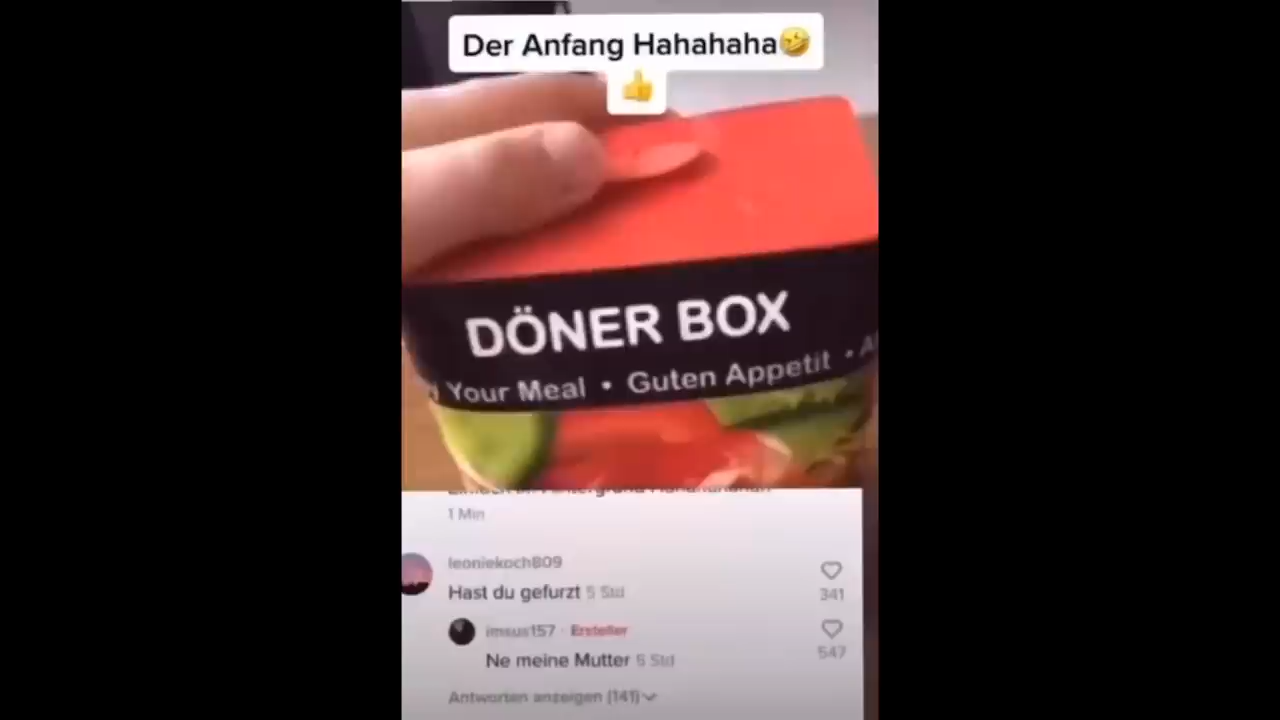 Der Anfang Hahahaha🤣
👍
DÖNER BOX
Your Meal • Guten Appetit •
1 Min
leoniekoch809
Hast du gefurzt 5 Std
341
imsus157 · Ersteller
547
Ne meine Mutter 5 Std
Antworten anzeigen (141)